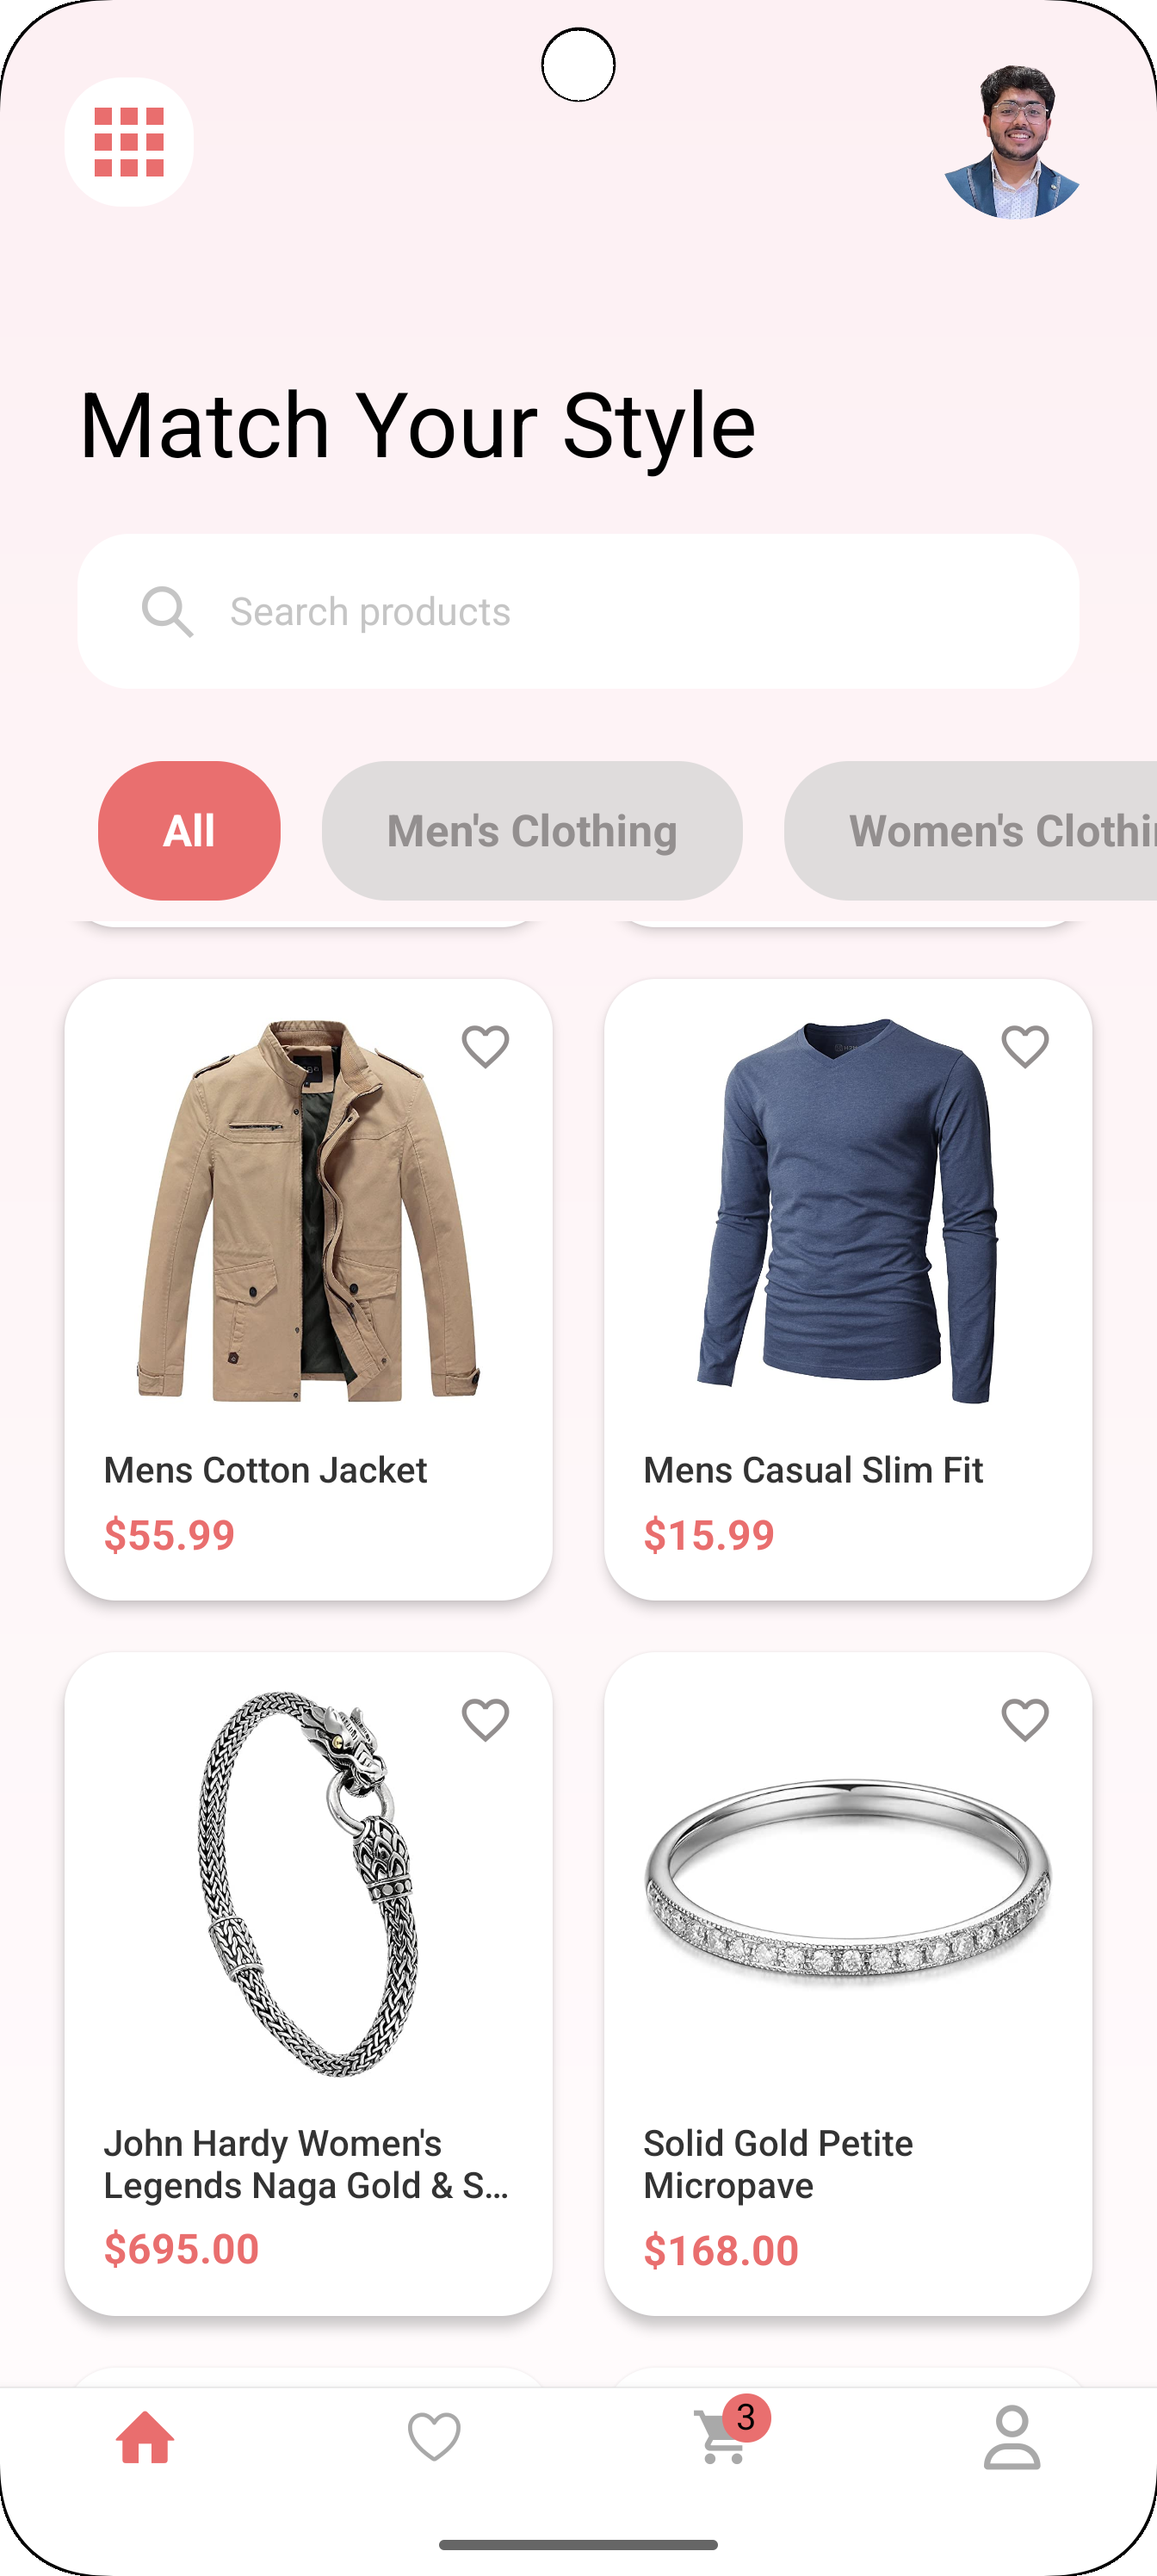 Match Your Style
Search products
All
Men's Clothing
Women's Clothi
Mens Cotton Jacket
$55.99
Mens Casual Slim Fit
$15.99
John Hardy Women's
Legends Naga Gold & S...
$695.00
Solid Gold Petite
Micropave
$168.00
3